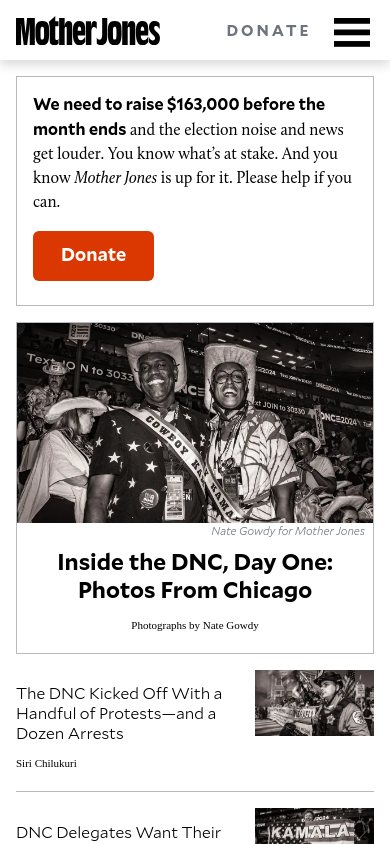 Mother Jones
DONATE
We need to raise $163,000 before the
month ends and the election noise and news
get louder. You know what’s at stake. And you
know Mother Jones is up for it. Please help if you
can.
Donate
30330
Text JOIN to 30330
DNC2024
COWBOY KAMALA
Nate Gowdy for Mother Jones
Inside the DNC, Day One:
Photos From Chicago
Photographs by Nate Gowdy
The DNC Kicked Off With a
Handful of Protests—and a
Dozen Arrests
Siri Chilukuri
DNC Delegates Want Their
KAMALA